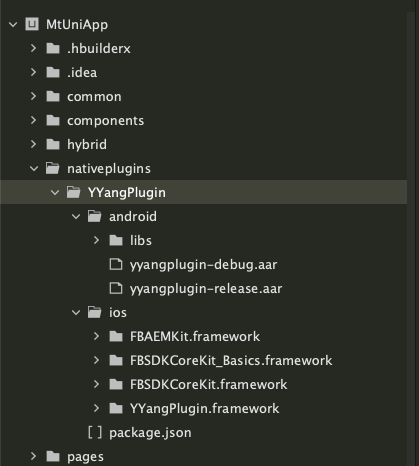 MtUniApp
.hbuilderx
.idea
common
components
hybrid
nativeplugins
YYangPlugin
android
libs
yyangplugin-debug.aar
yyangplugin-release.aar
ios
FBAEMKit.framework
FBSDKCoreKit_Basics.framework
FBSDKCoreKit.framework
YYangPlugin.framework
package.json
pages